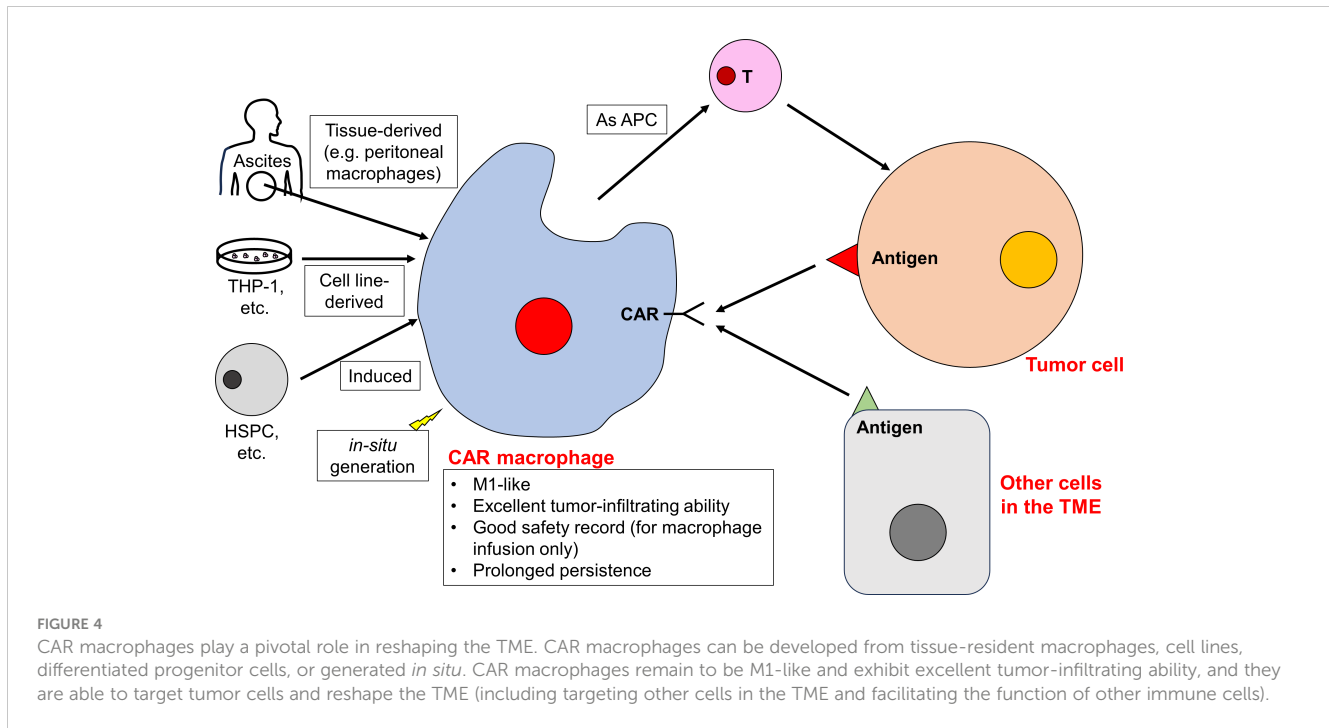 T
As APC
Tissue-derived
(e.g. peritoneal
macrophages)
Ascites
THP-1,
etc.
Cell line-
derived
HSPC,
etc.
Induced
in-situ
generation
CAR
Antigen
Tumor cell
Antigen
Other cells
in the TME
CAR macrophage
• M1-like
• Excellent tumor-infiltrating ability
• Good safety record (for macrophage
infusion only)
• Prolonged persistence
FIGURE 4
CAR macrophages play a pivotal role in reshaping the TME. CAR macrophages can be developed from tissue-resident macrophages, cell lines,
differentiated progenitor cells, or generated in situ. CAR macrophages remain to be M1-like and exhibit excellent tumor-infiltrating ability, and they
are able to target tumor cells and reshape the TME (including targeting other cells in the TME and facilitating the function of other immune cells).